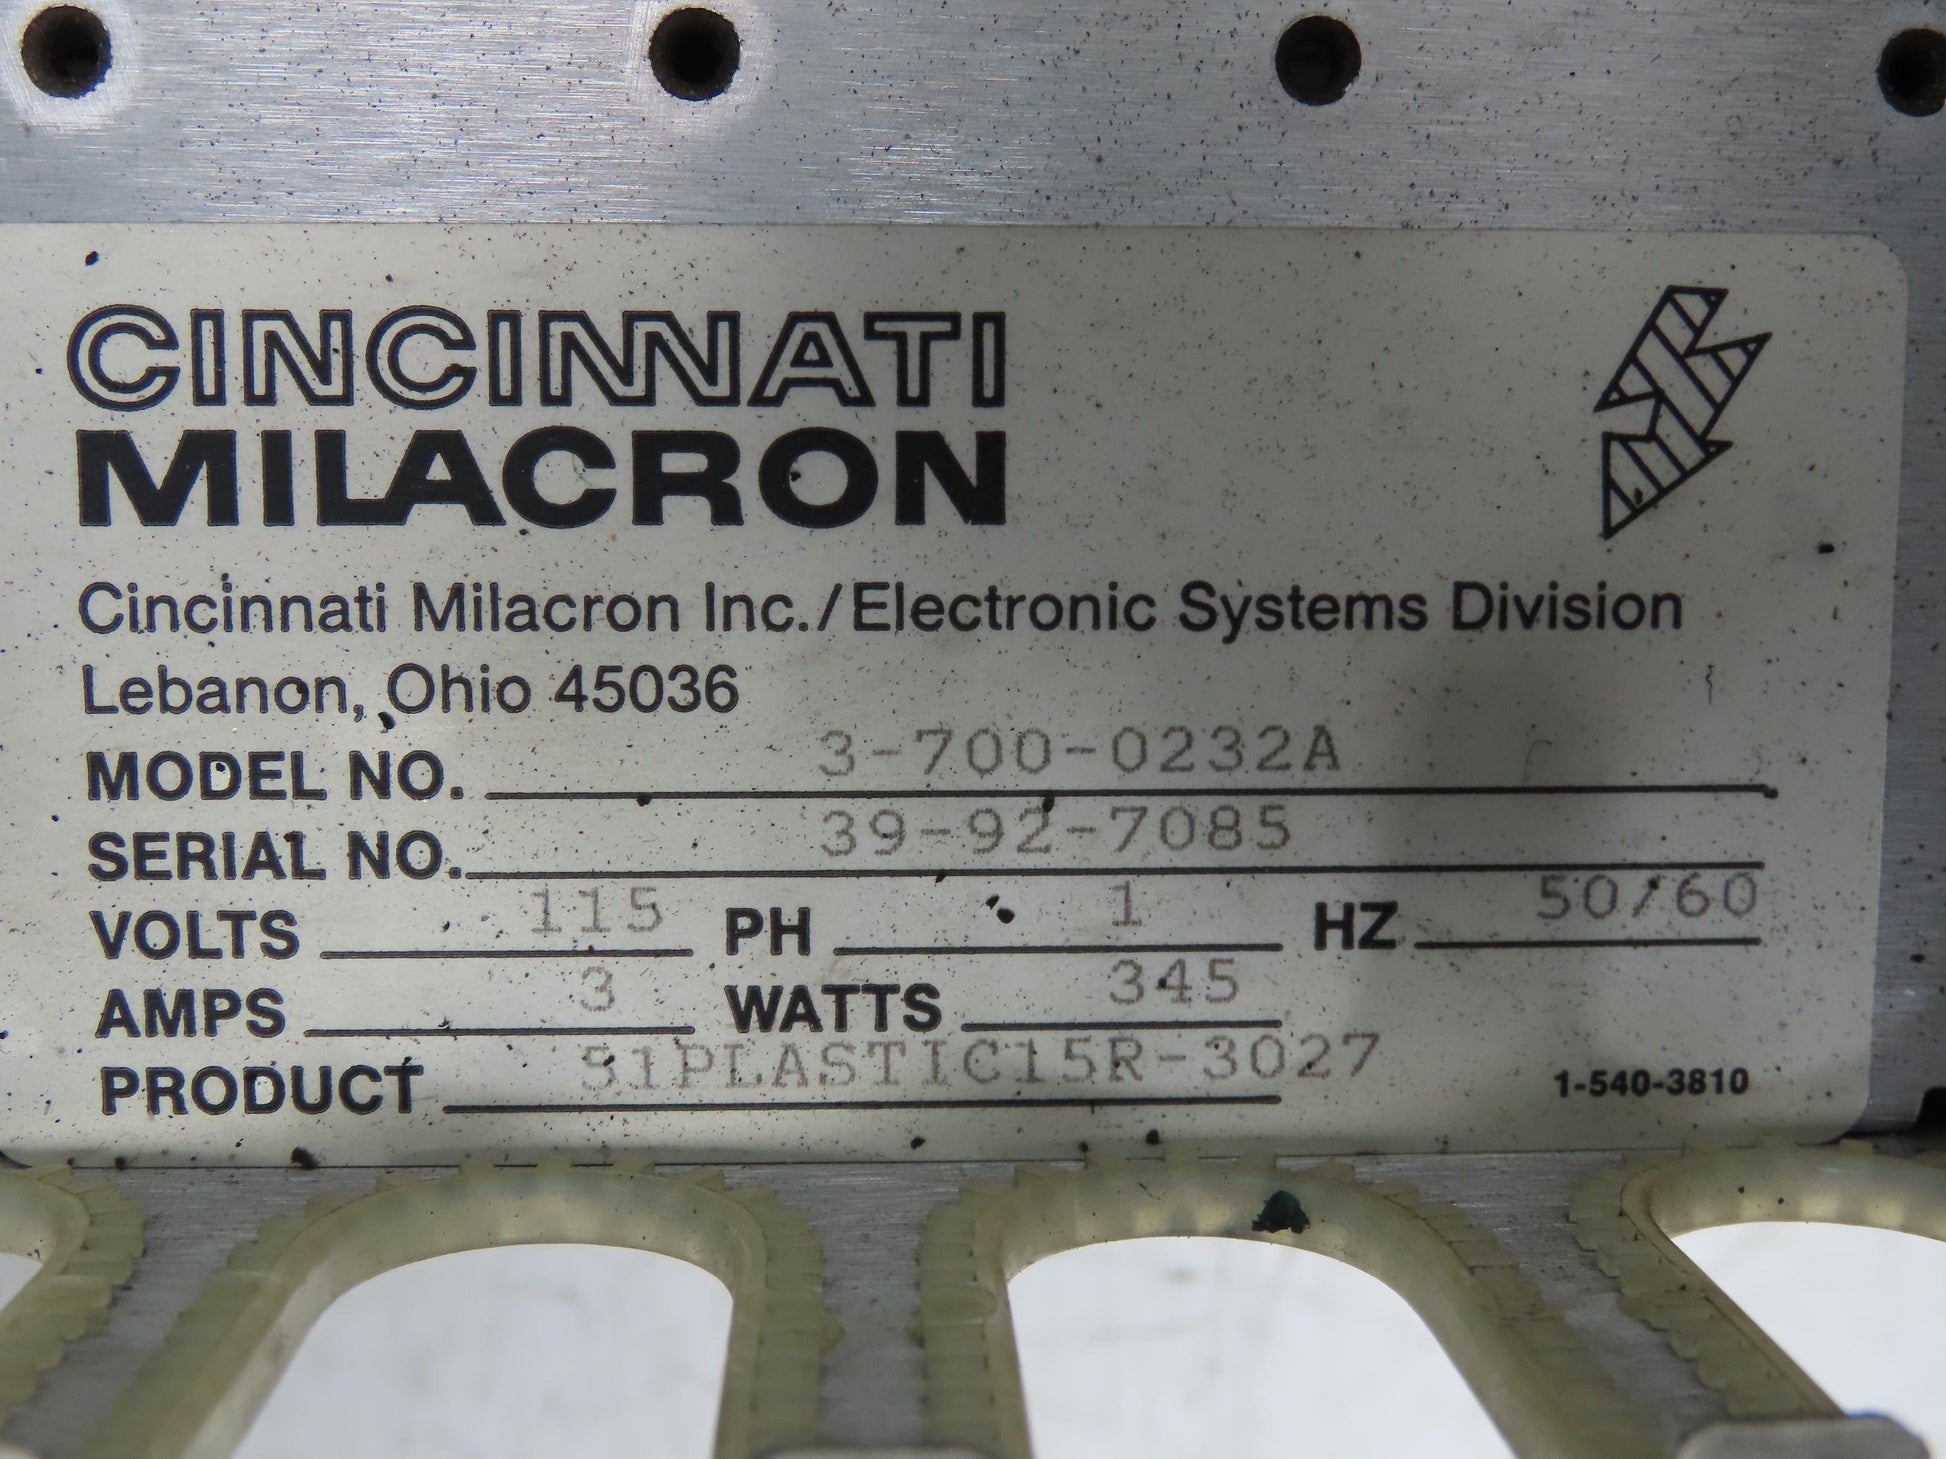 CINCINNATI
MILACRON
Cincinnati Milacron Inc./Electronic Systems Division
Lebanon, Ohio 45036
MODEL NO. 3-700-0232A
SERIAL NO. 39-92-7085
VOLTS 115 PH 1 HZ 50/60
AMPS 3 WATTS 345
PRODUCT S1PLASTIC15R-3027
1-540-3810